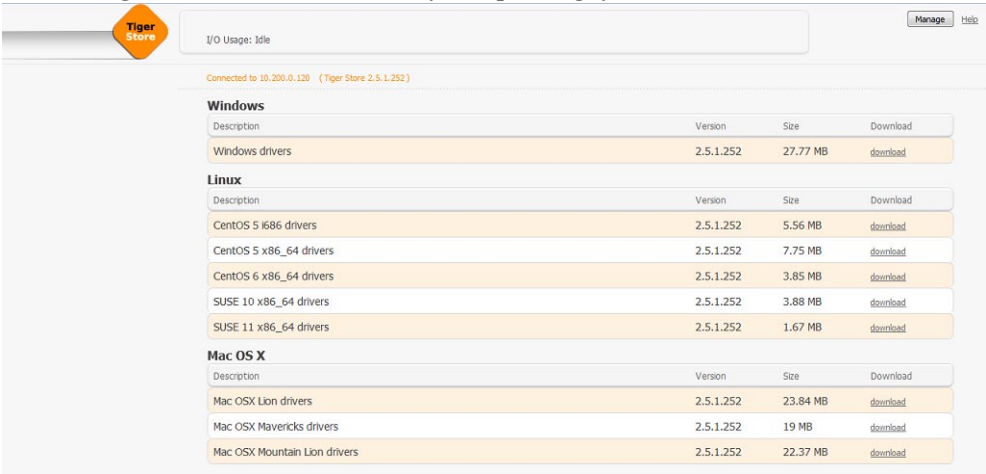 Tiger
Store
I/O Usage: Idle
Manage Help
Connected to 10.200.0.120 (Tiger Store 2.5.1.252)
Windows
Description Version Size Download
Windows drivers 2.5.1.252 27.77 MB download
Linux
Description Version Size Download
CentOS 5 i686 drivers 2.5.1.252 5.56 MB download
CentOS 5 x86_64 drivers 2.5.1.252 7.75 MB download
CentOS 6 x86_64 drivers 2.5.1.252 3.85 MB download
SUSE 10 x86_64 drivers 2.5.1.252 3.88 MB download
SUSE 11 x86_64 drivers 2.5.1.252 1.67 MB download
Mac OS X
Description Version Size Download
Mac OSX Lion drivers 2.5.1.252 23.84 MB download
Mac OSX Mavericks drivers 2.5.1.252 19 MB download
Mac OSX Mountain Lion drivers 2.5.1.252 22.37 MB download